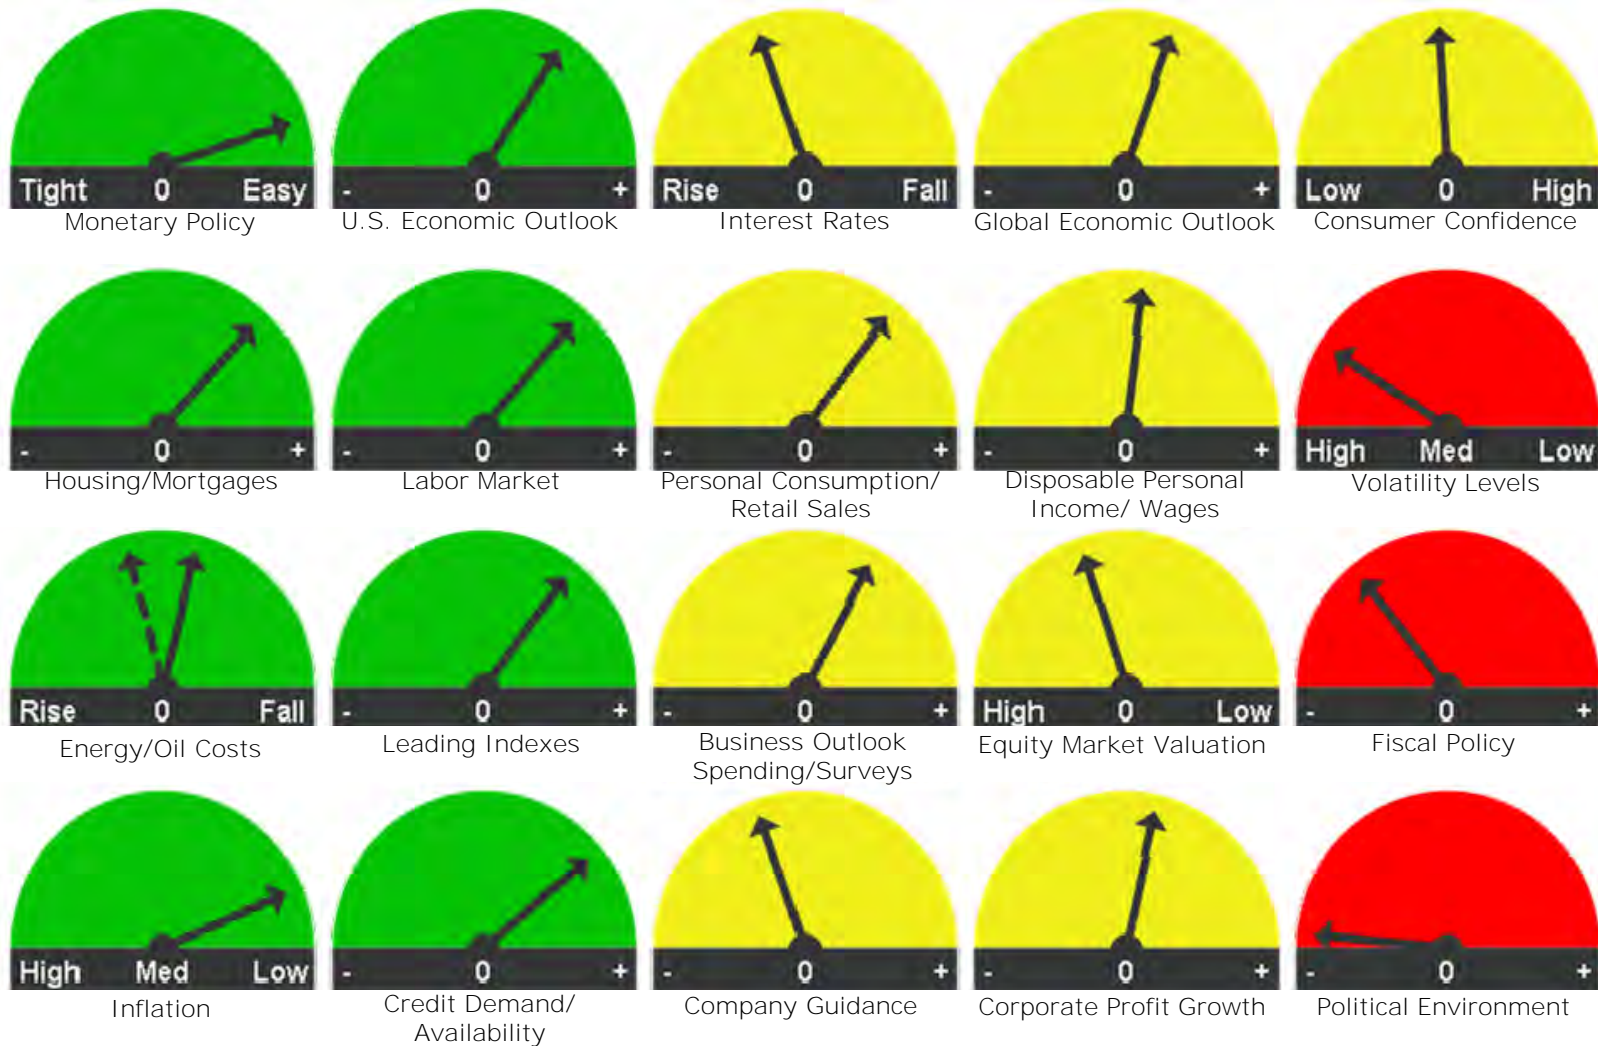 Tight 0 Easy
Monetary Policy
- 0 +
U.S. Economic Outlook
Rise 0 Fall
Interest Rates
- 0 +
Global Economic Outlook
Low 0 High
Consumer Confidence
- 0 +
Housing/Mortgages
- 0 +
Labor Market
- 0 +
Personal Consumption/
Retail Sales
- 0 +
Disposable Personal
Income/ Wages
High Med Low
Volatility Levels
Rise 0 Fall
Energy/Oil Costs
- 0 +
Leading Indexes
- 0 +
Business Outlook
Spending/Surveys
High 0 Low
Equity Market Valuation
- 0 +
Fiscal Policy
High Med Low
Inflation
- 0 +
Credit Demand/
Availability
- 0 +
Company Guidance
- 0 +
Corporate Profit Growth
- 0 +
Political Environment